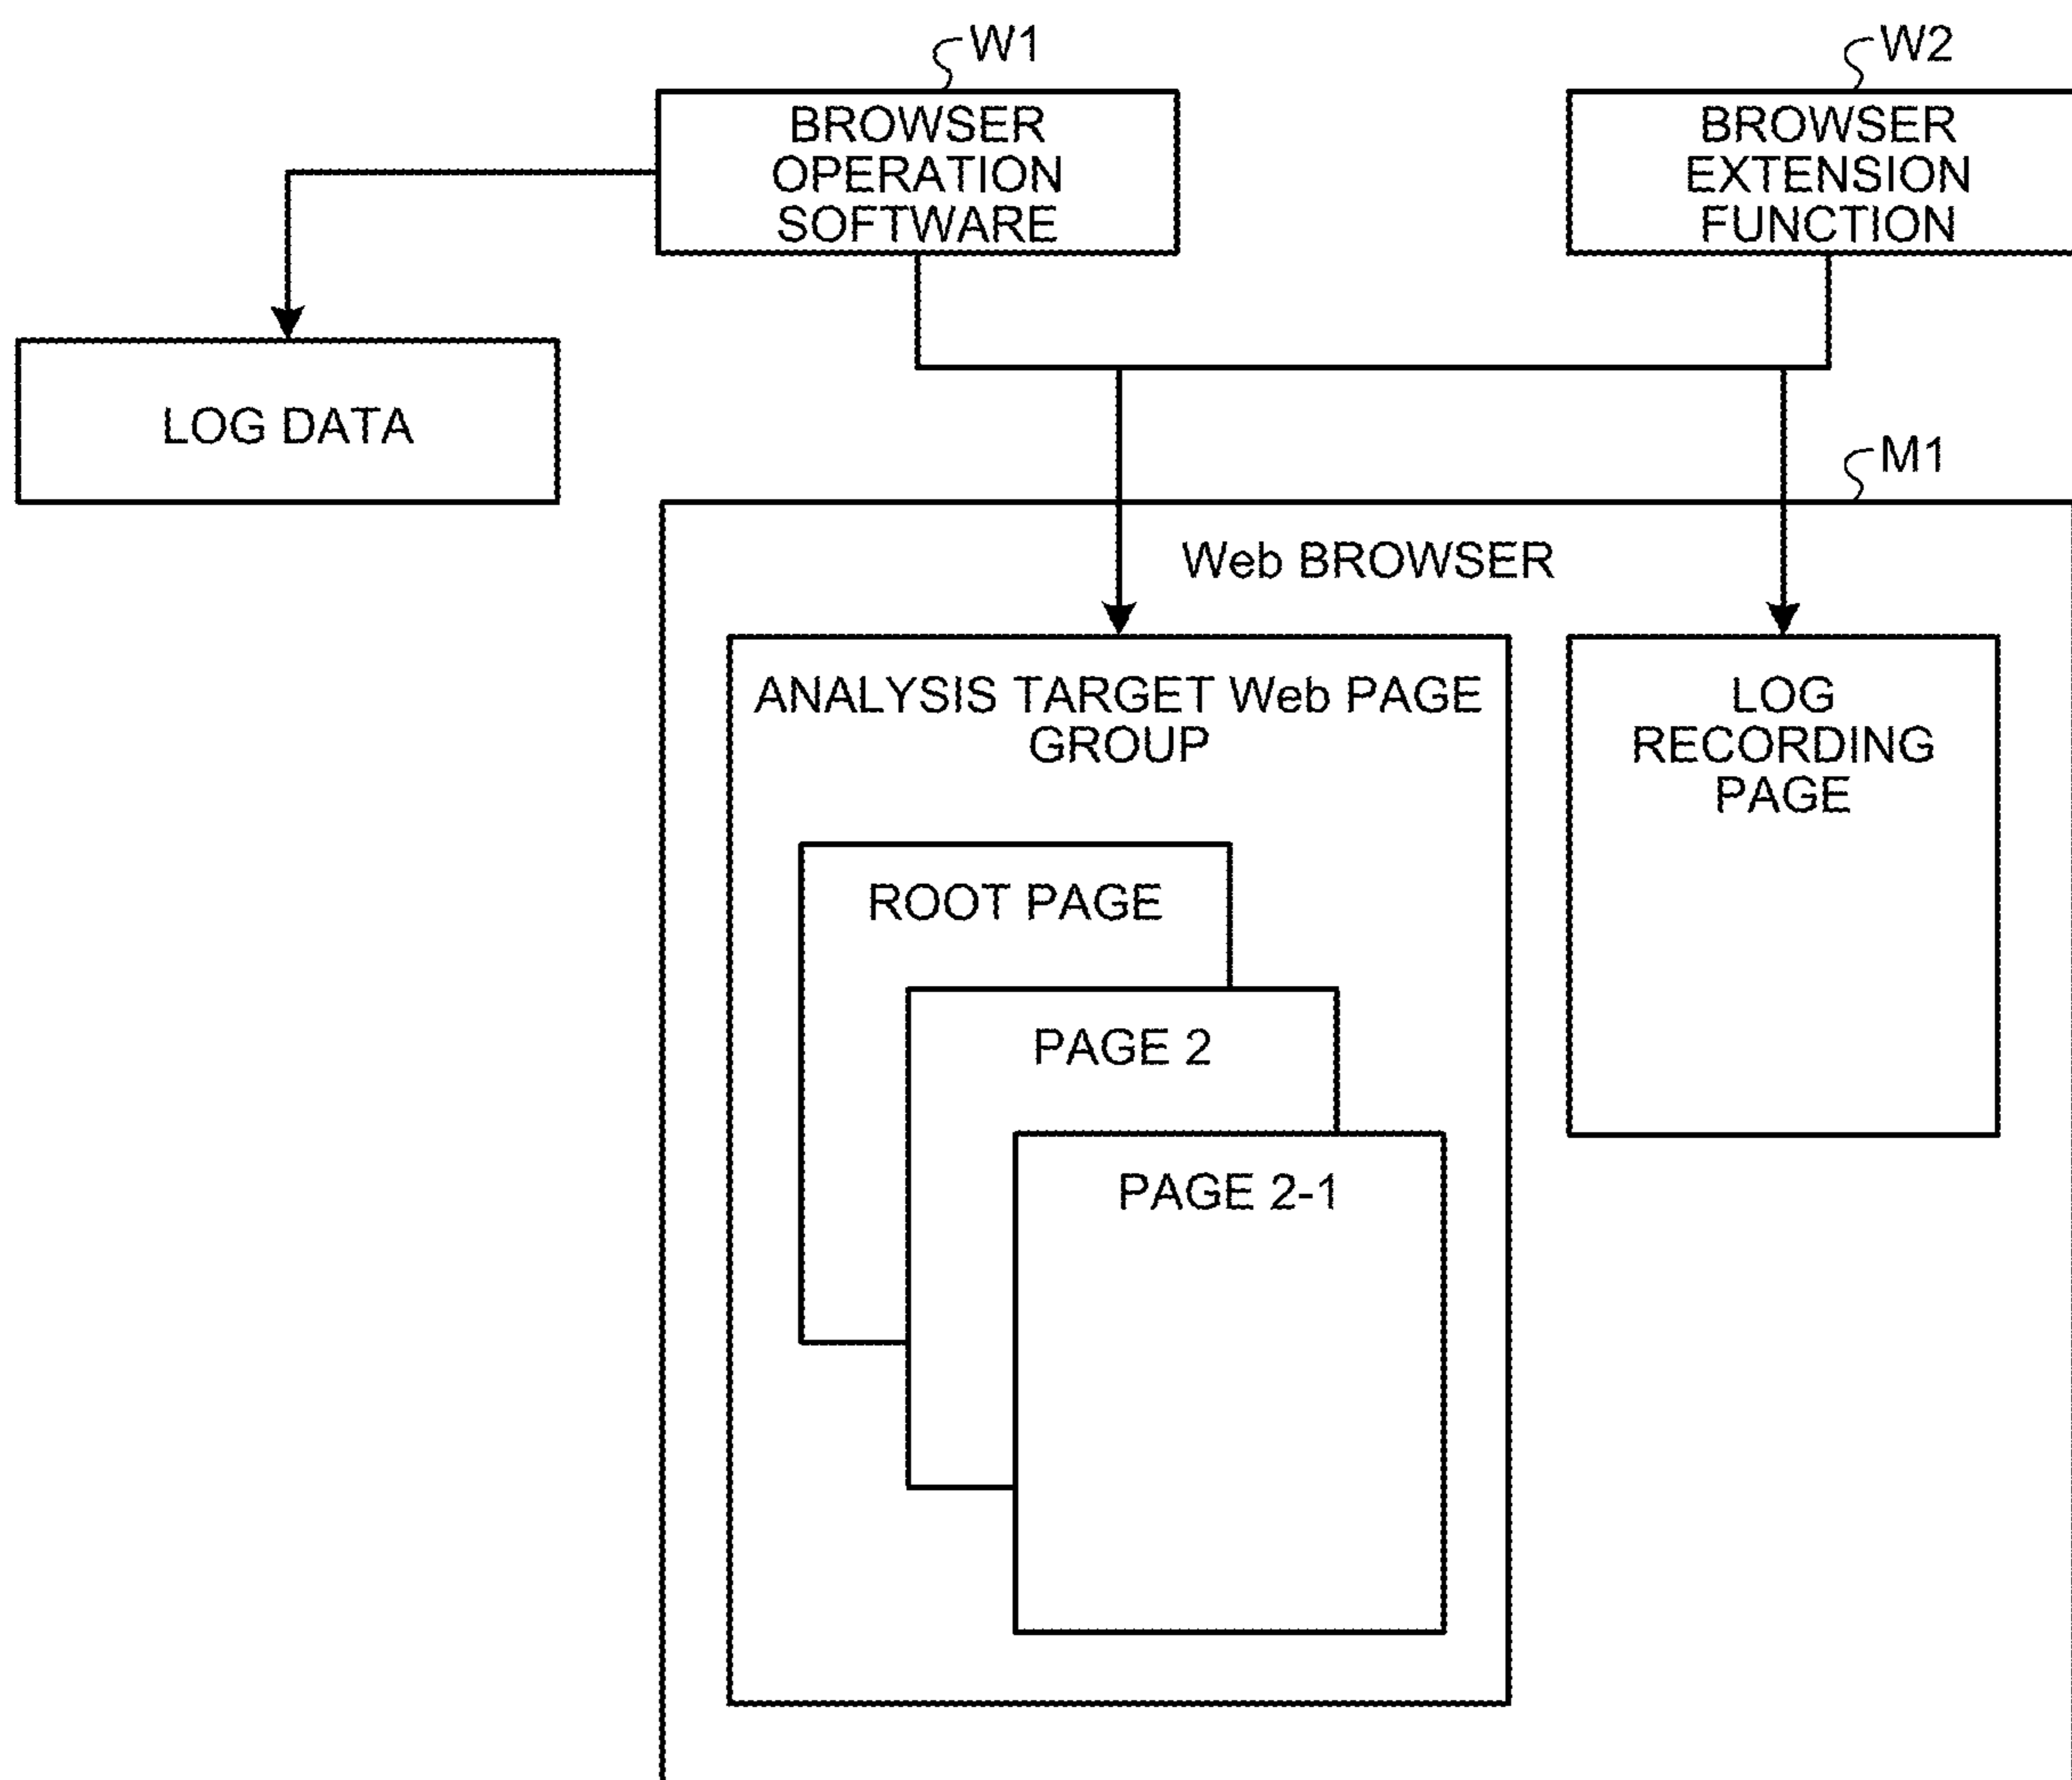 W1
W2
BROWSER
OPERATION
SOFTWARE
BROWSER
EXTENSION
FUNCTION
LOG DATA
M1
Web BROWSER
ANALYSIS TARGET Web PAGE
GROUP
LOG
RECORDING
PAGE
ROOT PAGE
PAGE 2
PAGE 2-1